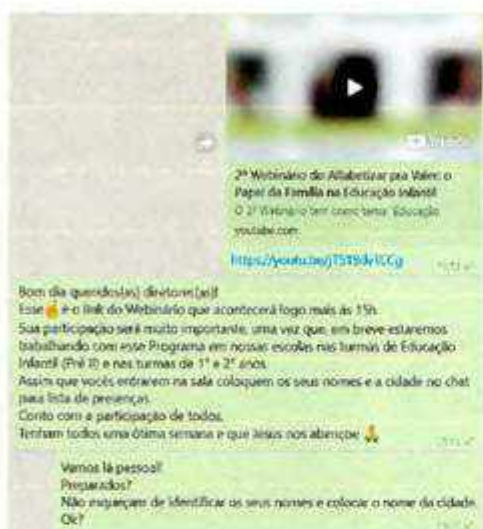 2º Webinário do Alfabetizar pra Valer: o
Papel da Família na Educação Infantil
O 2º Webinário tem como tema: Educação
youtube.com
Bom dia queridos(as) diretores(as)!
Esse ☝ é o link do Webinário que acontecerá logo mais às 15h.
Sua participação será muito importante, uma vez que, em breve estaremos
trabalhando com esse Programa em nossas escolas nas turmas de Educação
Infantil (Pré II) e nas turmas de 1º e 2º anos.
Assim que vocês entrarem na sala coloquem os seus nomes e a cidade no chat
para lista de presenças.
Conto com a participação de todos.
Tenham todos uma ótima semana e que Jesus nos abençoe 🙏
Vamos lá pessoal!
Preparados?
Não esqueçam de identificar os seus nomes e colocar o nome da cidade.
Ok?